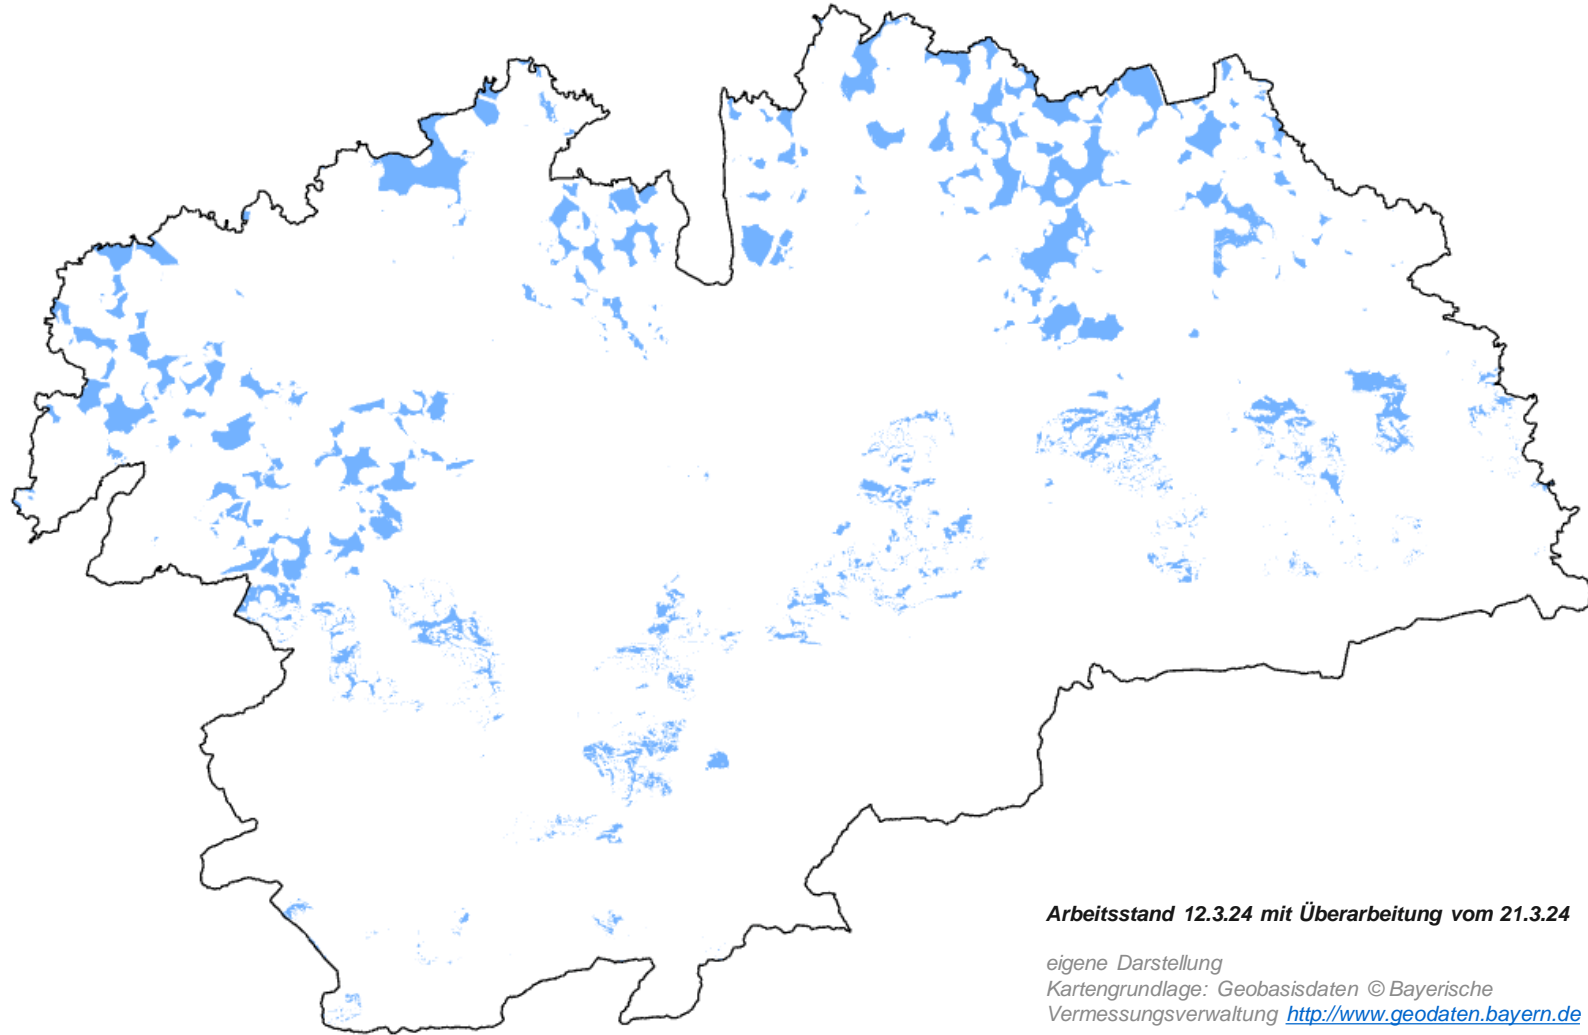 Arbeitsstand 12.3.24 mit Überarbeitung vom 21.3.24
eigene Darstellung
Kartengrundlage: Geobasisdaten © Bayerische
Vermessungsverwaltung http://www.geodaten.bayern.de